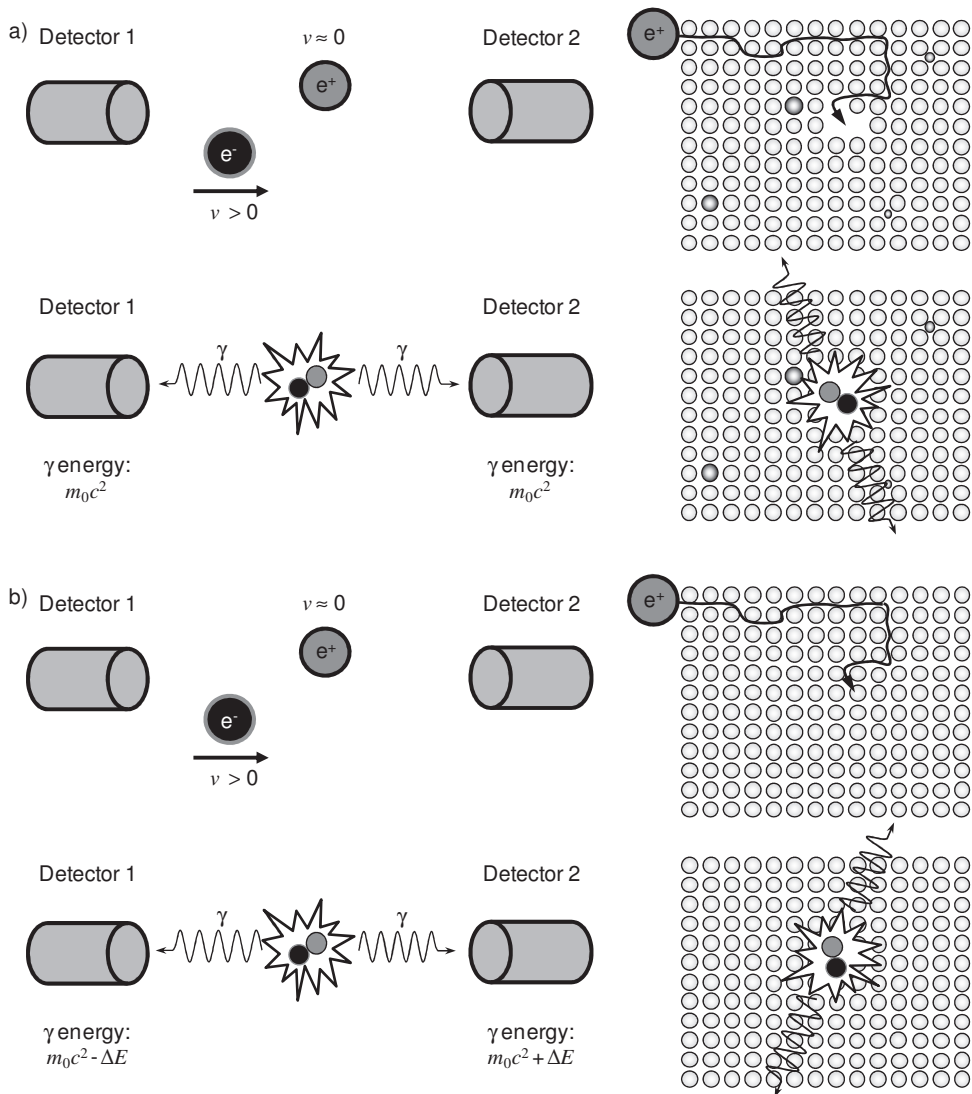 a)
Detector 1
v ≈ 0
Detector 2
e⁺
e⁻
v > 0
e⁺
Detector 1
Detector 2
γ
γ
γ energy:
m₀c²
γ energy:
m₀c²
b)
Detector 1
v ≈ 0
Detector 2
e⁺
e⁻
v > 0
e⁺
Detector 1
Detector 2
γ
γ
γ energy:
m₀c² - ΔE
γ energy:
m₀c² + ΔE